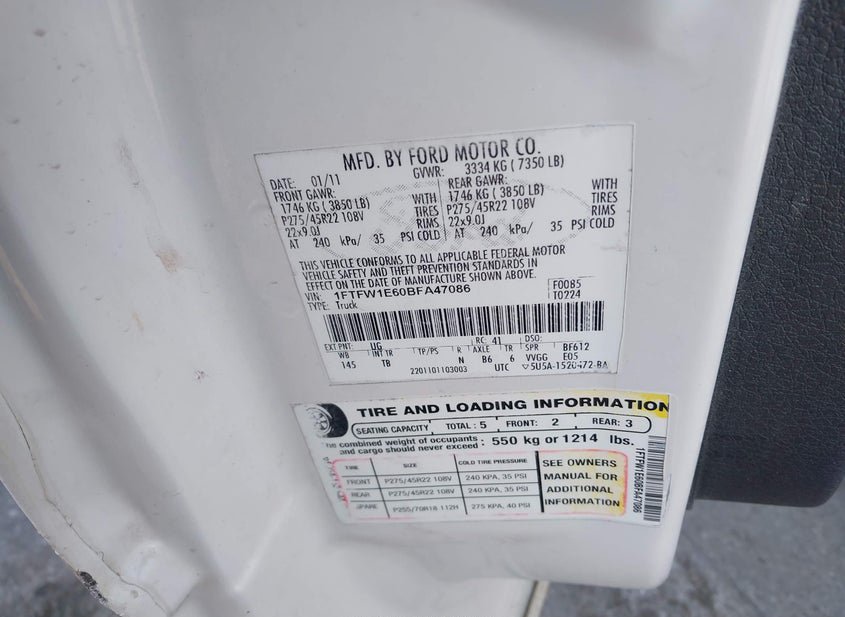 MFD. BY FORD MOTOR CO.
DATE: 01/11 GVWR: 3334 KG ( 7350 LB)
FRONT GAWR: REAR GAWR:
1746 KG ( 3850 LB) WITH 1746 KG ( 3850 LB) WITH
P275/45R22 108V TIRES P275/45R22 108V TIRES
22x9.0J RIMS 22x9.0J RIMS
AT 240 kPa/ 35 PSI COLD AT 240 kPa/ 35 PSI COLD
THIS VEHICLE CONFORMS TO ALL APPLICABLE FEDERAL MOTOR
VEHICLE SAFETY AND THEFT PREVENTION STANDARDS IN
EFFECT ON THE DATE OF MANUFACTURE SHOWN ABOVE.
VIN: 1FTFW1E60BFA47086 F0085
TYPE: Truck T0224
EXT PNT: UG RC: 41 DSO:
WB INT TR TP/PS R AXLE TR SPR BF612
145 TB N B6 6 VVGG E05
2201101103003 UTC ▽5U5A-1520472-BA
TIRE AND LOADING INFORMATION
SEATING CAPACITY TOTAL: 5 FRONT: 2 REAR: 3
The combined weight of occupants
and cargo should never exceed: 550 kg or 1214 lbs.
TIRE SIZE COLD TIRE PRESSURE
FRONT P275/45R22 108V 240 KPA, 35 PSI
REAR P275/45R22 108V 240 KPA, 35 PSI
SPARE P255/70R18 112H 275 KPA, 40 PSI
SEE OWNERS
MANUAL FOR
ADDITIONAL
INFORMATION
1FTFW1E60BFA47086